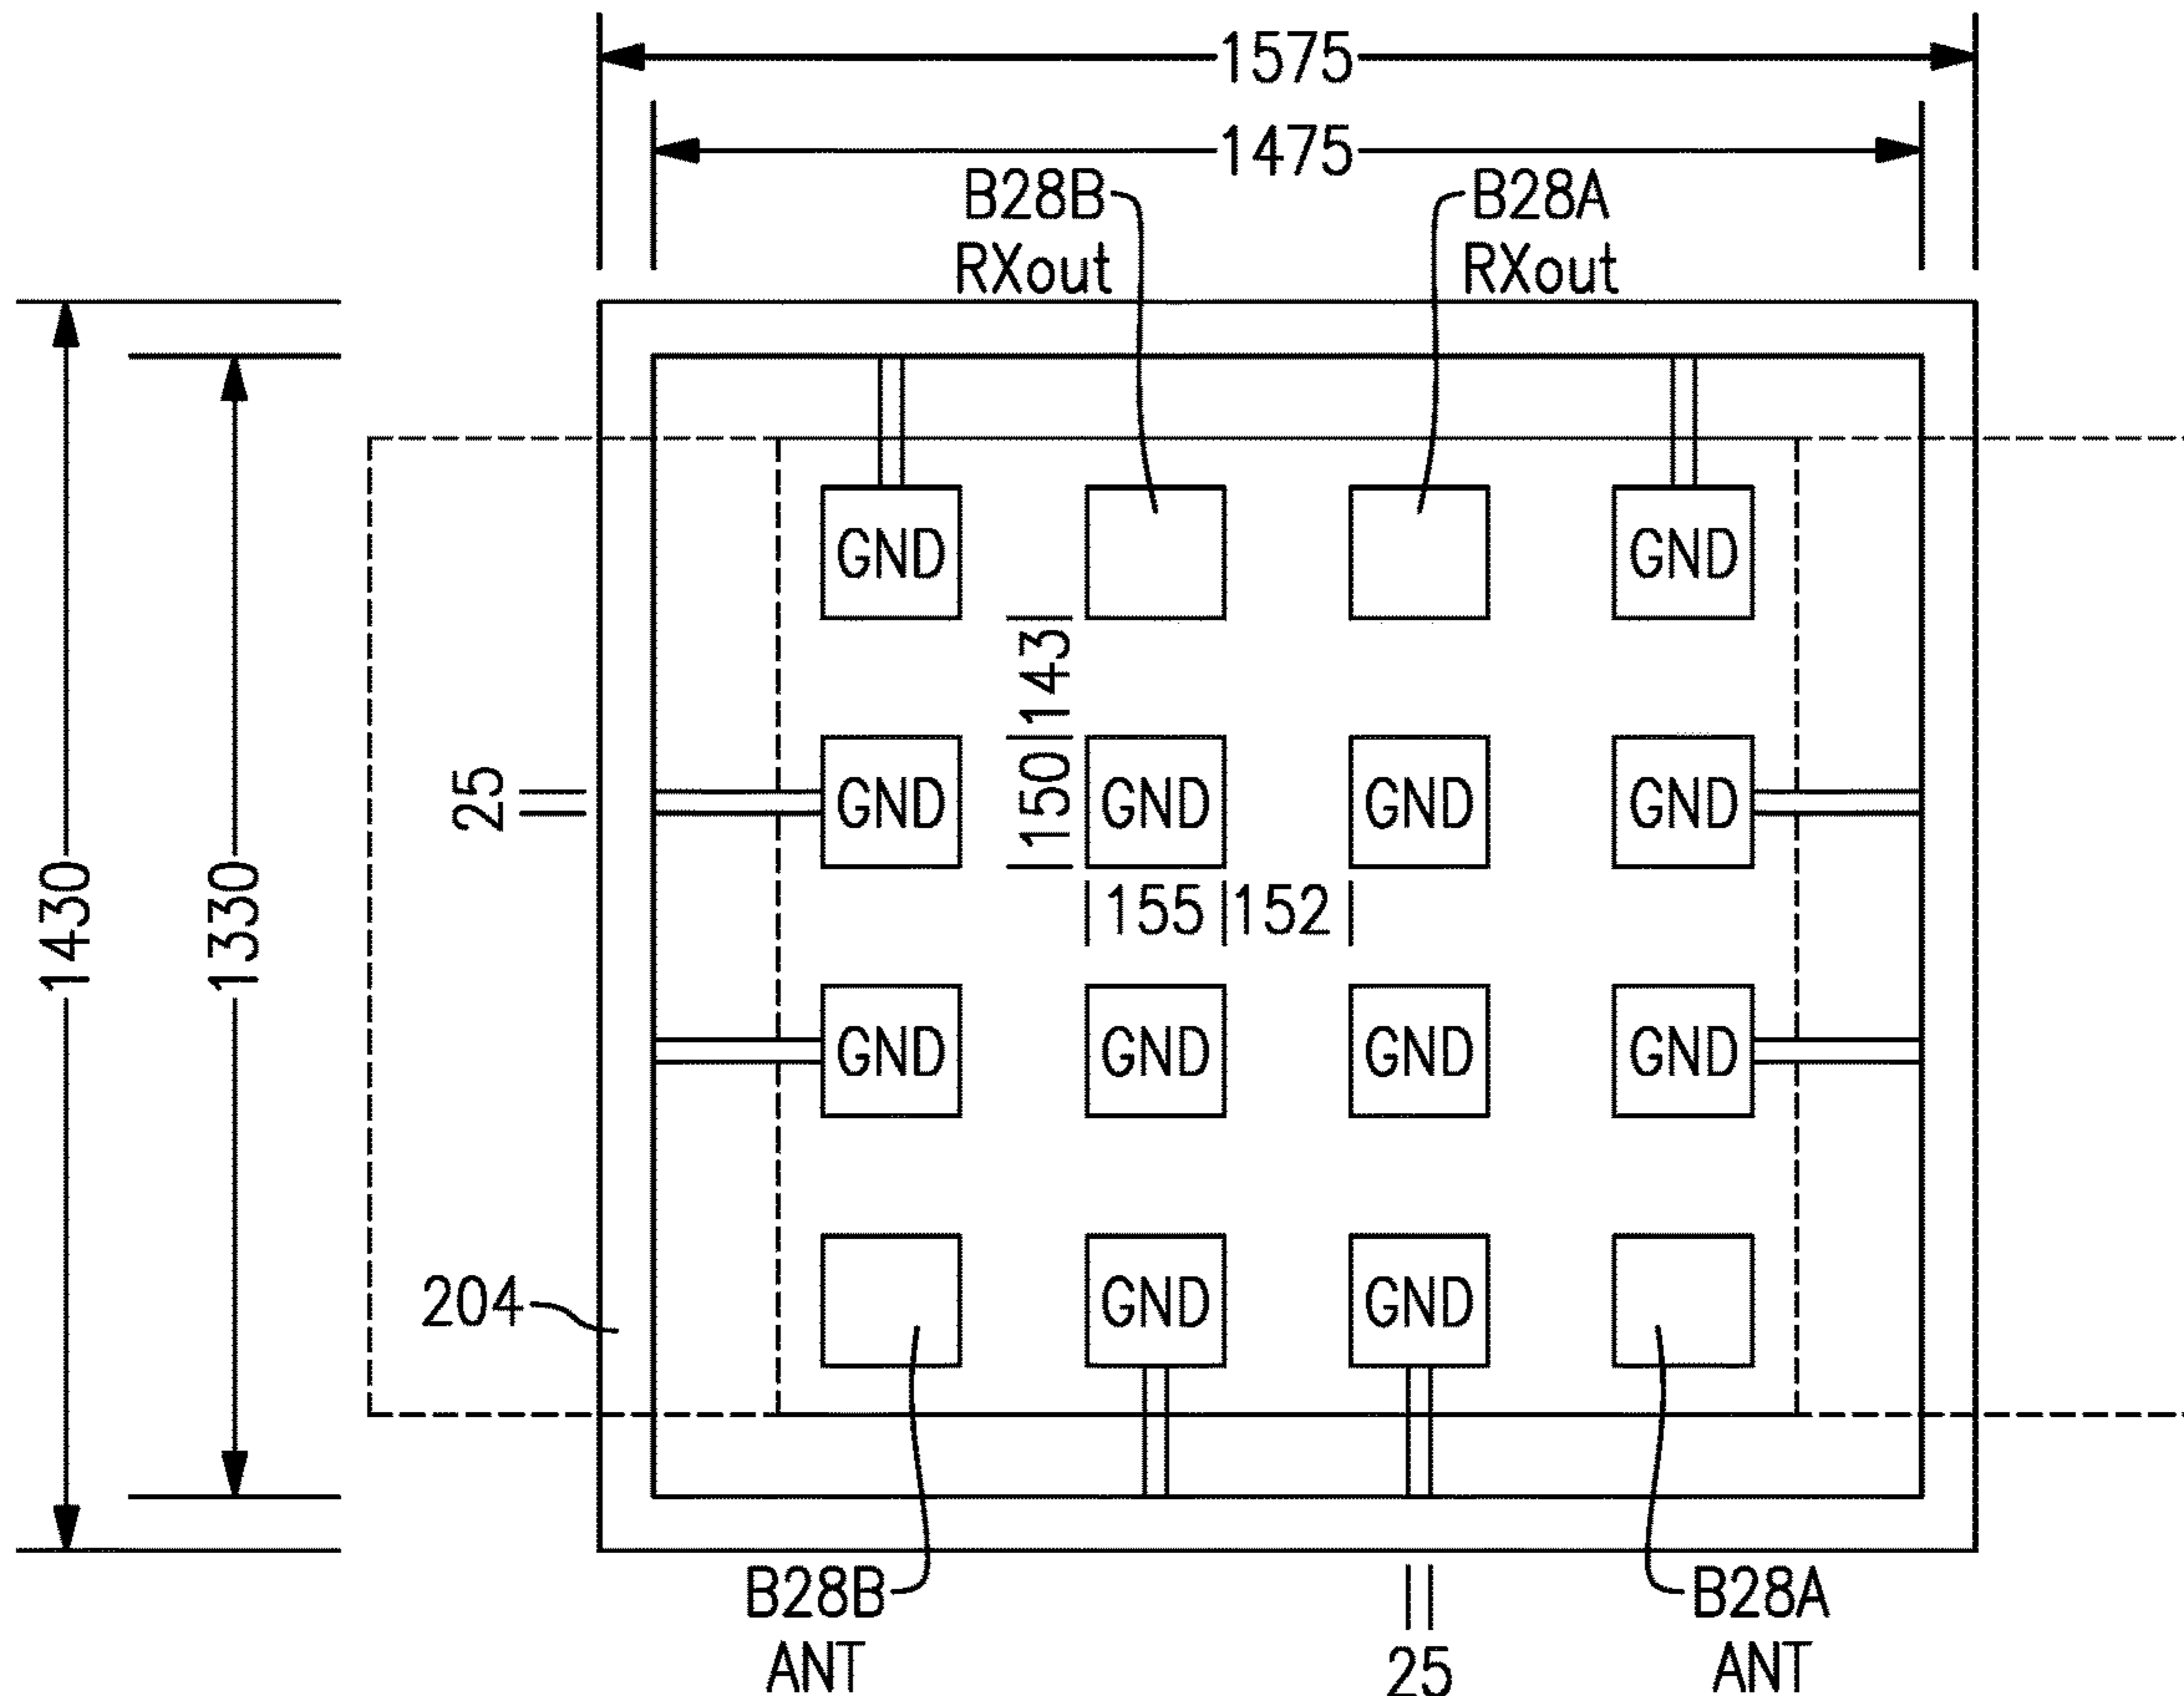 1575
1475
B28B
RXout
B28A
RXout
GND
GND
143
150
25
GND
GND
GND
GND
155
152
1430
1330
GND
GND
GND
GND
204
GND
GND
B28B
ANT
25
B28A
ANT